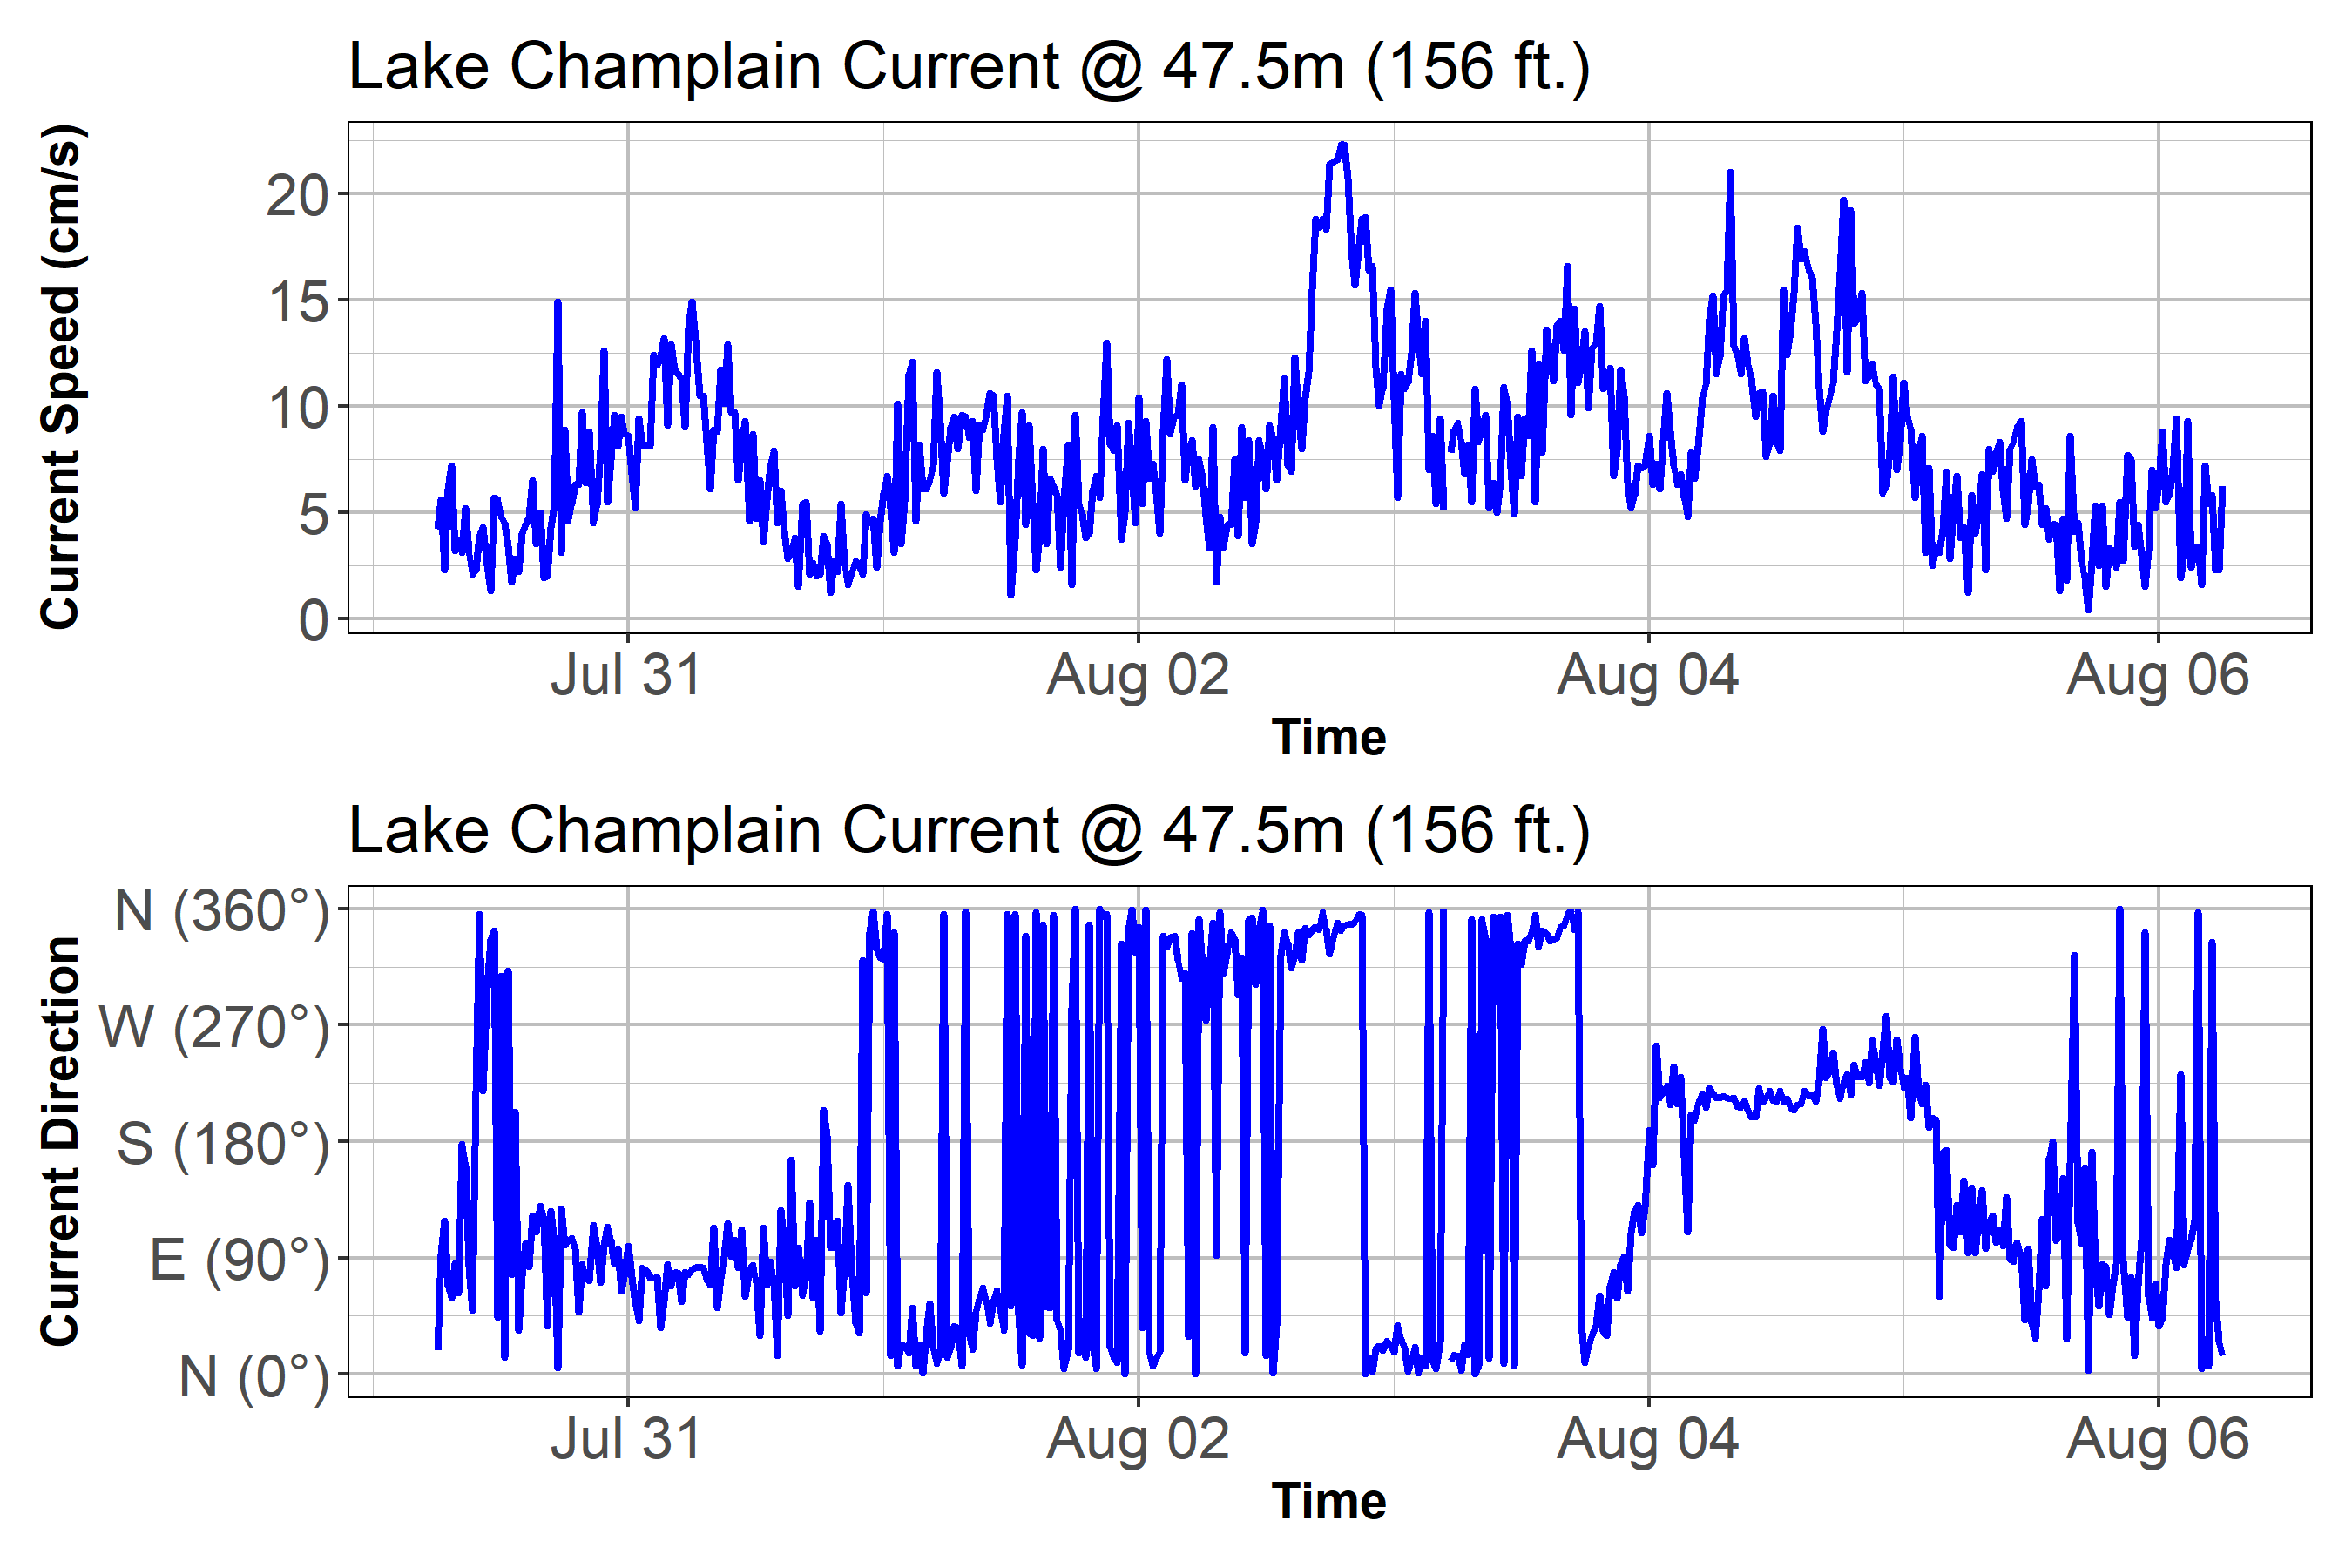 Lake Champlain Current @ 47.5m (156 ft.)
Current Speed (cm/s)
20
15
10
5
0
Jul 31 Aug 02 Aug 04 Aug 06
Time
Lake Champlain Current @ 47.5m (156 ft.)
Current Direction
N (360°)
W (270°)
S (180°)
E (90°)
N (0°)
Jul 31 Aug 02 Aug 04 Aug 06
Time